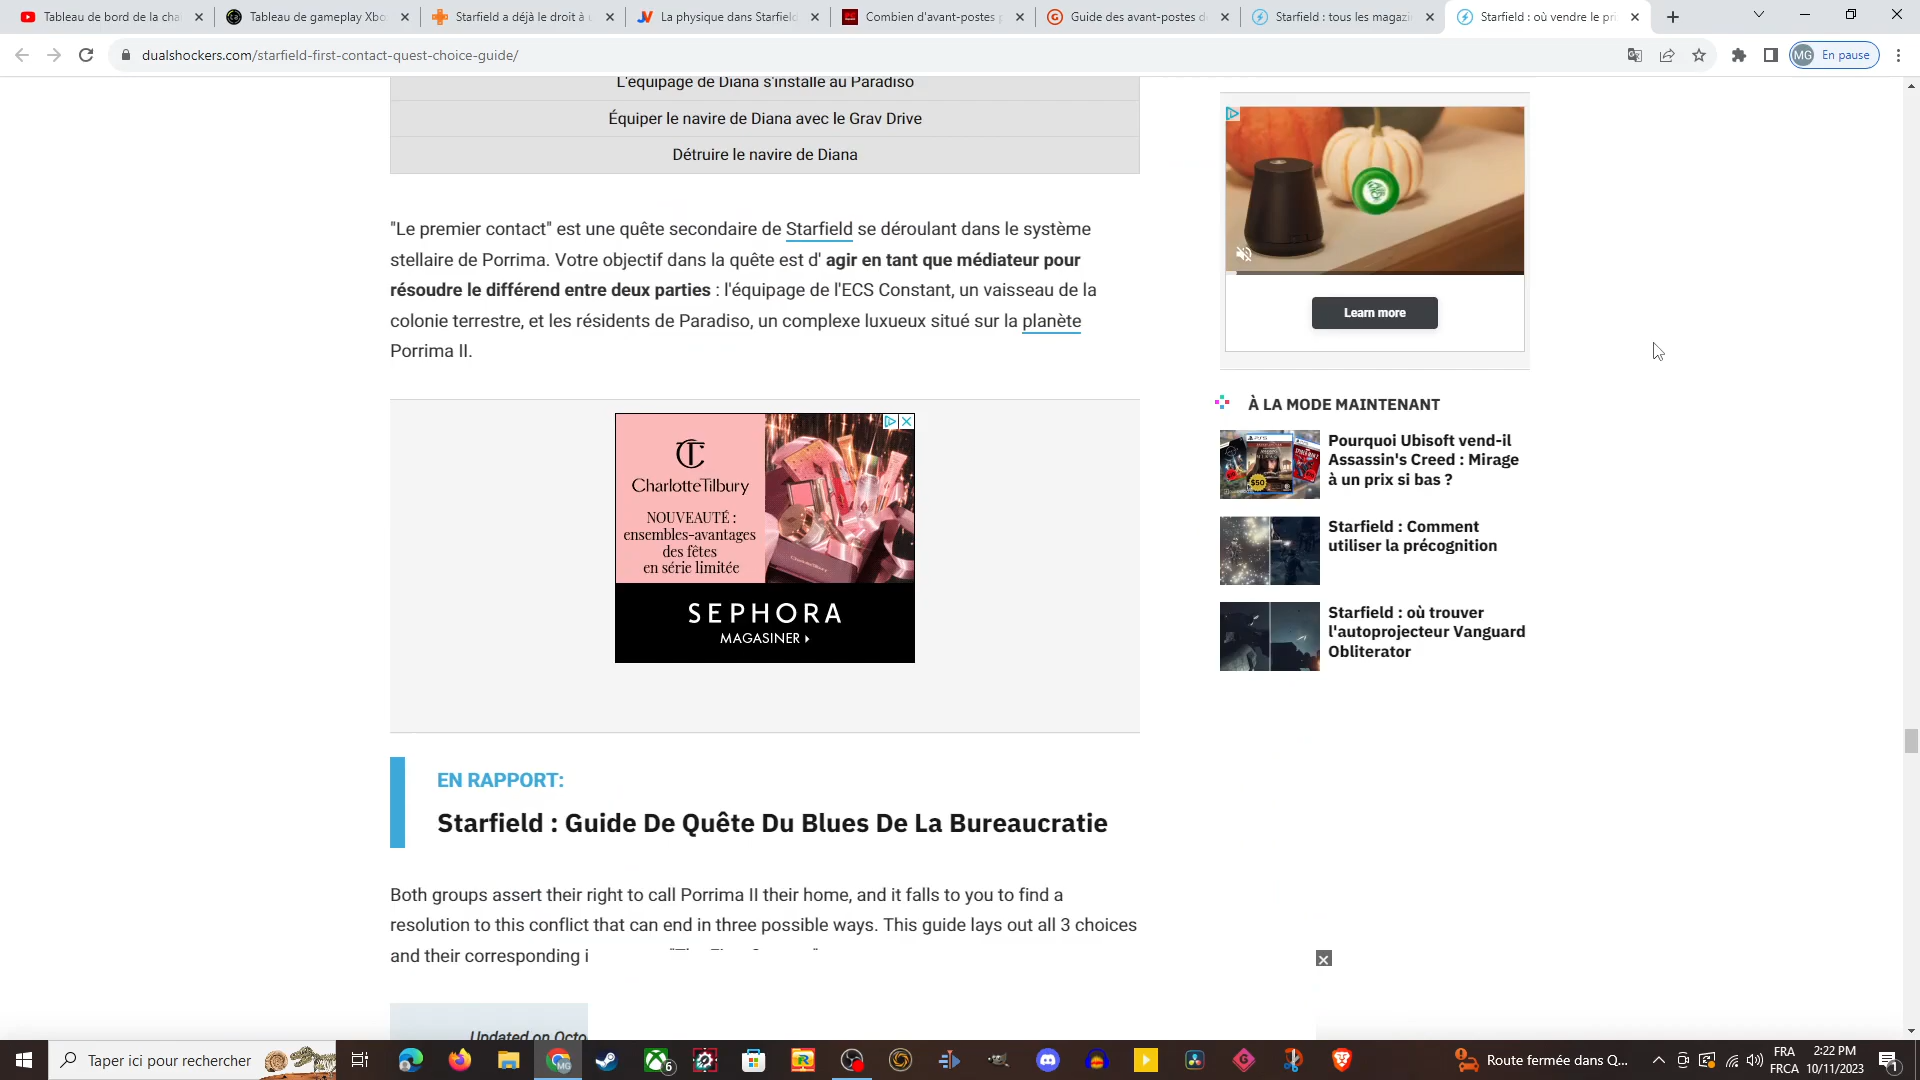 Tableau de bord de la cha
Tableau de gameplay Xbo
Starfield a déjà le droit à u
La physique dans Starfield
Combien d'avant-postes p
Guide des avant-postes d
Starfield : tous les magazi
Starfield : où vendre le pri
dualshockers.com/starfield-first-contact-quest-choice-guide/
MG En pause
L'équipage de Diana s'installe au Paradiso
Équiper le navire de Diana avec le Grav Drive
Détruire le navire de Diana
"Le premier contact" est une quête secondaire de Starfield se déroulant dans le système
stellaire de Porrima. Votre objectif dans la quête est d' agir en tant que médiateur pour
résoudre le différend entre deux parties : l'équipage de l'ECS Constant, un vaisseau de la
colonie terrestre, et les résidents de Paradiso, un complexe luxueux situé sur la planète
Porrima II.
CT
CharlotteTilbury
NOUVEAUTÉ :
ensembles-avantages
des fêtes
en série limitée
SEPHORA
MAGASINER
EN RAPPORT:
Starfield : Guide De Quête Du Blues De La Bureaucratie
Both groups assert their right to call Porrima II their home, and it falls to you to find a
resolution to this conflict that can end in three possible ways. This guide lays out all 3 choices
and their corresponding i
Updated on Octo
Learn more
À LA MODE MAINTENANT
Pourquoi Ubisoft vend-il
Assassin's Creed : Mirage
à un prix si bas ?
$50
Starfield : Comment
utiliser la précognition
Starfield : où trouver
l'autoprojecteur Vanguard
Obliterator
Taper ici pour rechercher
MG
6
Route fermée dans Q...
FRA
FRCA
2:22 PM
10/11/2023
1